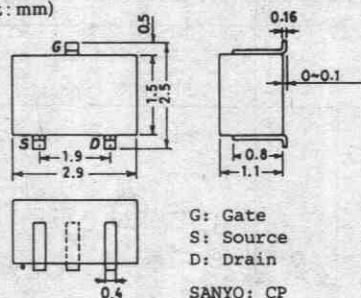 : mm)
0.5
0.16
G
0~0.1
1.5
2.5
S
D
1.9
2.9
0.8
1.1
G: Gate
S: Source
D: Drain
0.4
SANYO: CP